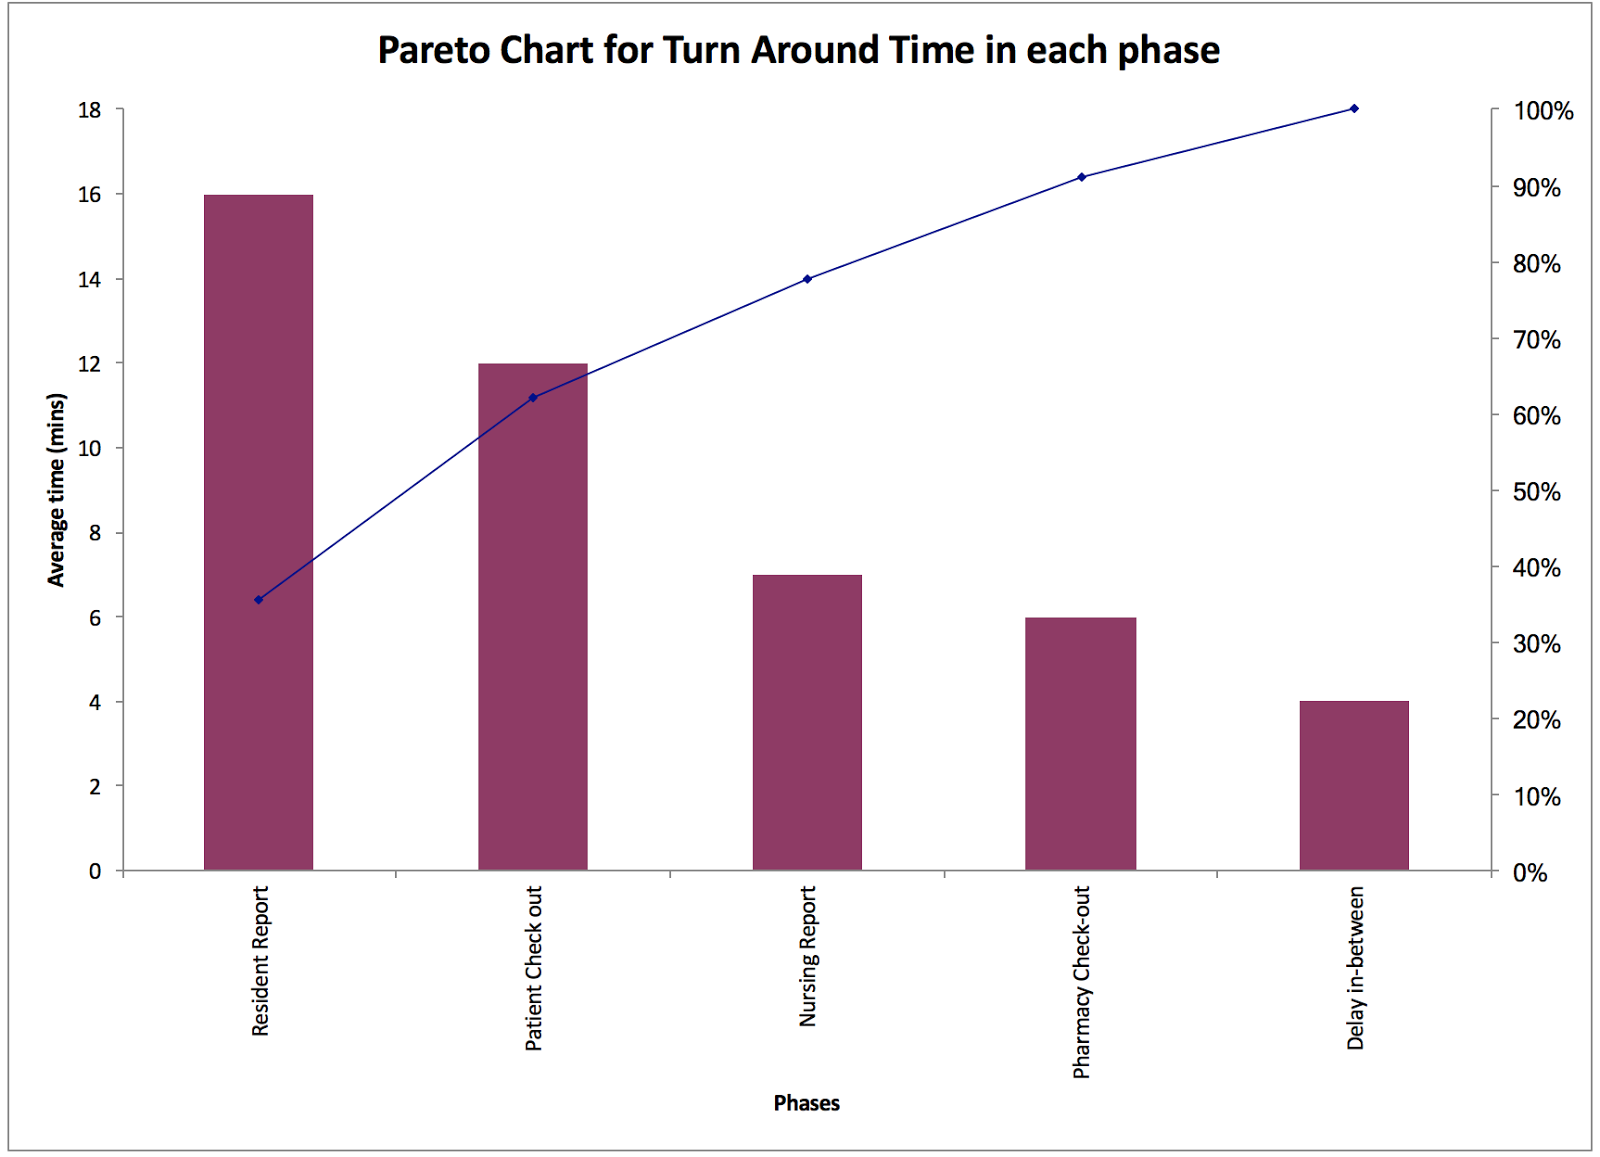 Pareto Chart for Turn Around Time in each phase
18
16
14
12
10
8
6
4
2
0
Average time (mins)
100%
90%
80%
70%
60%
50%
40%
30%
20%
10%
0%
Resident Report
Patient Check out
Nursing Report
Pharmacy Check-out
Delay in-between
Phases